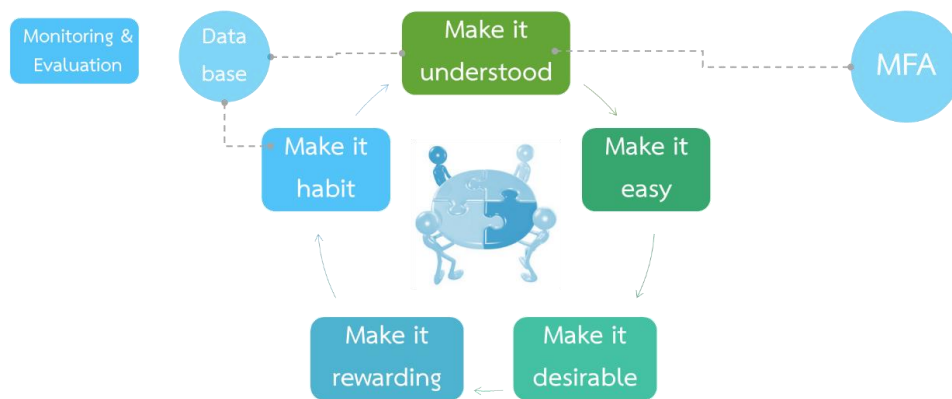 Monitoring &
Evaluation
Data
base
Make it
understood
MFA
Make it
habit
Make it
easy
Make it
rewarding
Make it
desirable